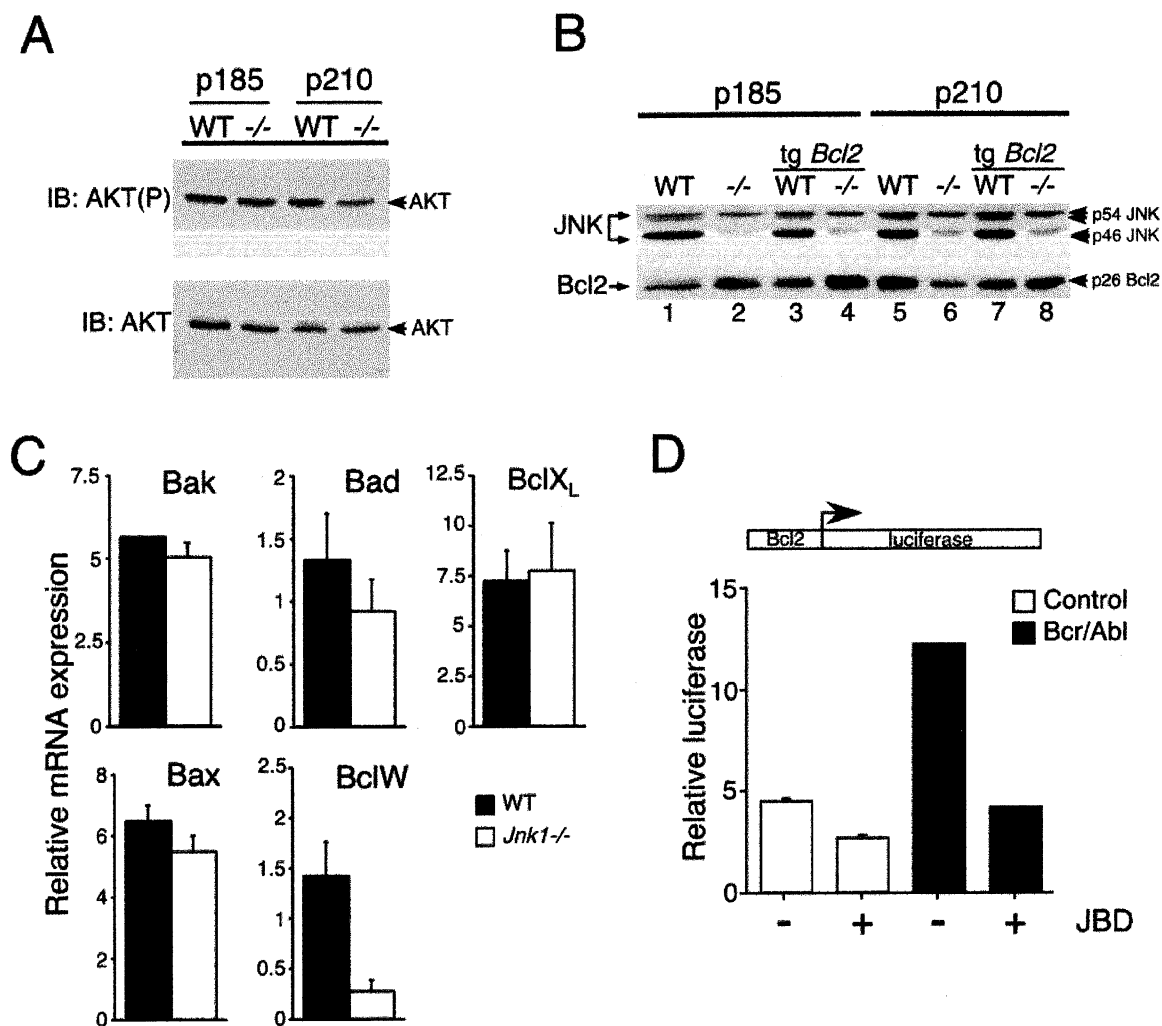 A
p185 p210
WT -/- WT -/-
IB: AKT(P)
AKT
IB: AKT
AKT
B
p185 p210
tg Bcl2 tg Bcl2
WT -/- WT -/- WT -/- WT -/-
JNK
p54 JNK
p46 JNK
Bcl2
p26 Bcl2
1 2 3 4 5 6 7 8
C
Relative mRNA expression
7.5
5
2.5
0
Bak
2
1.5
1
0.5
0
Bad
12.5
10
7.5
7.5
2.5
0
BclXL
8
6
4
2
0
Bax
2.5
2
1.5
1
0.5
0
BclW
WT
Jnk1-/-
D
Bcl2 luciferase
Control
Bcr/Abl
Relative luciferase
15
10
5
0
- + - + JBD